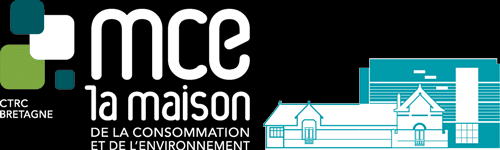 mce
la maison
DE LA CONSOMMATION
ET DE L'ENVIRONNEMENT
CTRC
BRETAGNE